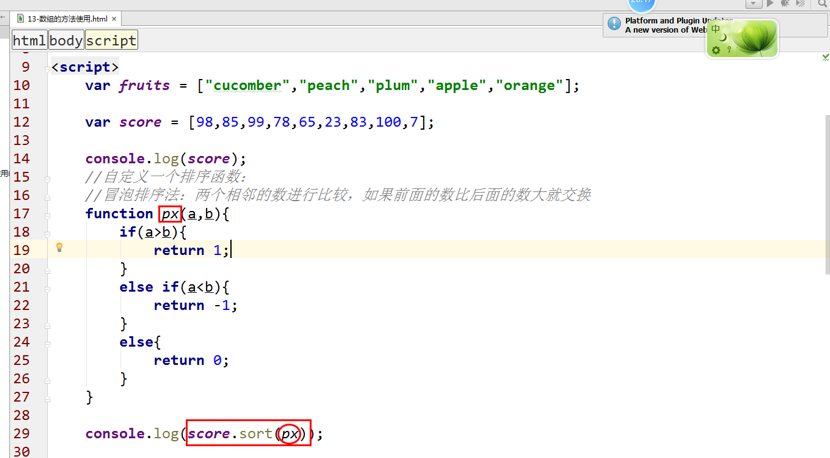 13-数组的方法使用.html
Platform and Plugin Updates
A new version of Web
中
html body script
9 <script>
10 var fruits = ["cucomber","peach","plum","apple","orange"];
11
12 var score = [98,85,99,78,65,23,83,100,7];
13
14 console.log(score);
15 //自定义一个排序函数:
16 //冒泡排序法: 两个相邻的数进行比较, 如果前面的数比后面的数大就交换
17 function px(a,b){
18 if(a>b){
19 return 1;
20 }
21 else if(a<b){
22 return -1;
23 }
24 else{
25 return 0;
26 }
27 }
28
29 console.log(score.sort(px));
30